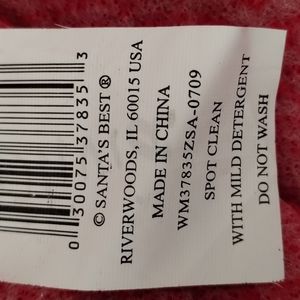 0 30075 37835 3
© SANTA'S BEST ®
RIVERWOODS, IL 60015 USA
MADE IN CHINA
WM37835ZSA-0709
SPOT CLEAN
WITH MILD DETERGENT
DO NOT WASH